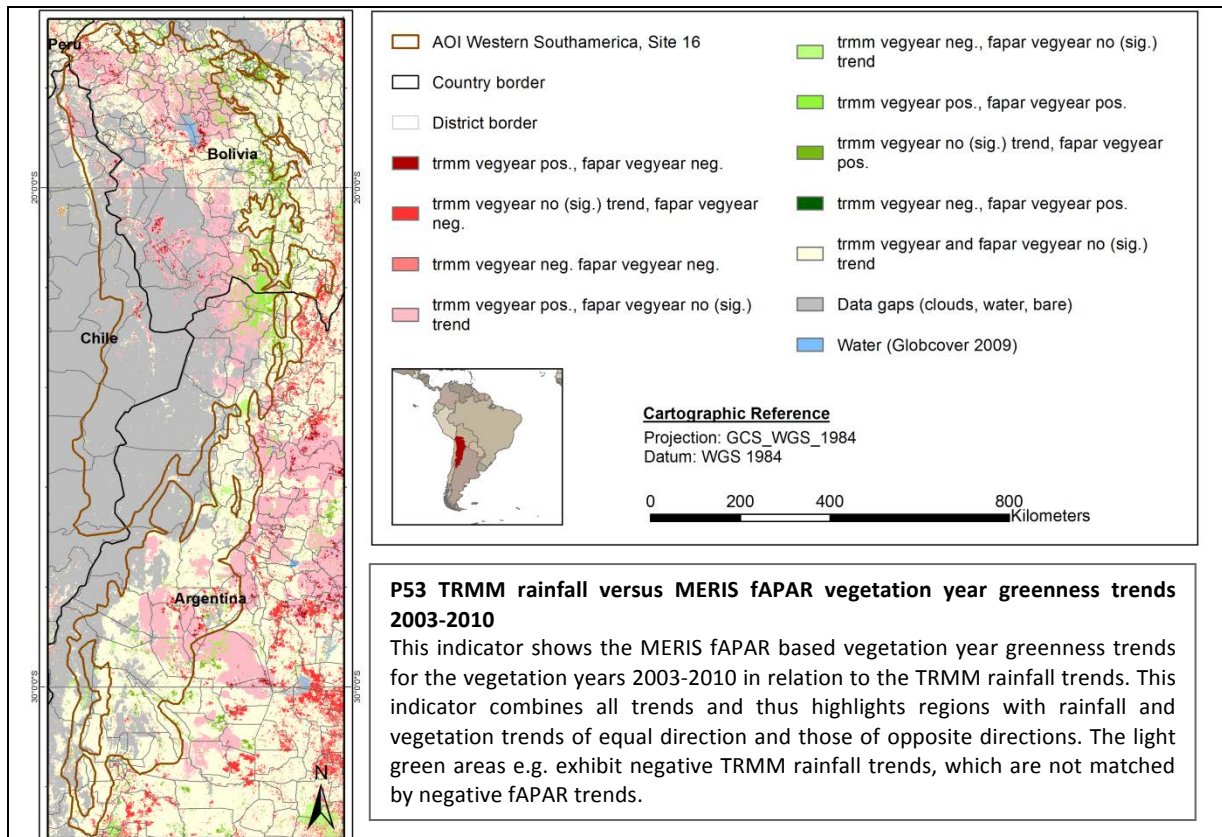 Peru
Bolivia
Chile
Argentina
20°0'0"S
20°0'0"S
30°0'0"S
30°0'0"S
N
AOI Western Southamerica, Site 16
Country border
District border
trmm vegyear pos., fapar vegyear neg.
trmm vegyear no (sig.) trend, fapar vegyear
neg.
trmm vegyear neg. fapar vegyear neg.
trmm vegyear pos., fapar vegyear no (sig.)
trend
trmm vegyear neg., fapar vegyear no (sig.)
trend
trmm vegyear pos., fapar vegyear pos.
trmm vegyear no (sig.) trend, fapar vegyear
pos.
trmm vegyear neg., fapar vegyear pos.
trmm vegyear and fapar vegyear no (sig.)
trend
Data gaps (clouds, water, bare)
Water (Globcover 2009)
Cartographic Reference
Projection: GCS_WGS_1984
Datum: WGS 1984
0 200 400 800
Kilometers
P53 TRMM rainfall versus MERIS fAPAR vegetation year greenness trends
2003-2010
This indicator shows the MERIS fAPAR based vegetation year greenness trends
for the vegetation years 2003-2010 in relation to the TRMM rainfall trends. This
indicator combines all trends and thus highlights regions with rainfall and
vegetation trends of equal direction and those of opposite directions. The light
green areas e.g. exhibit negative TRMM rainfall trends, which are not matched
by negative fAPAR trends.